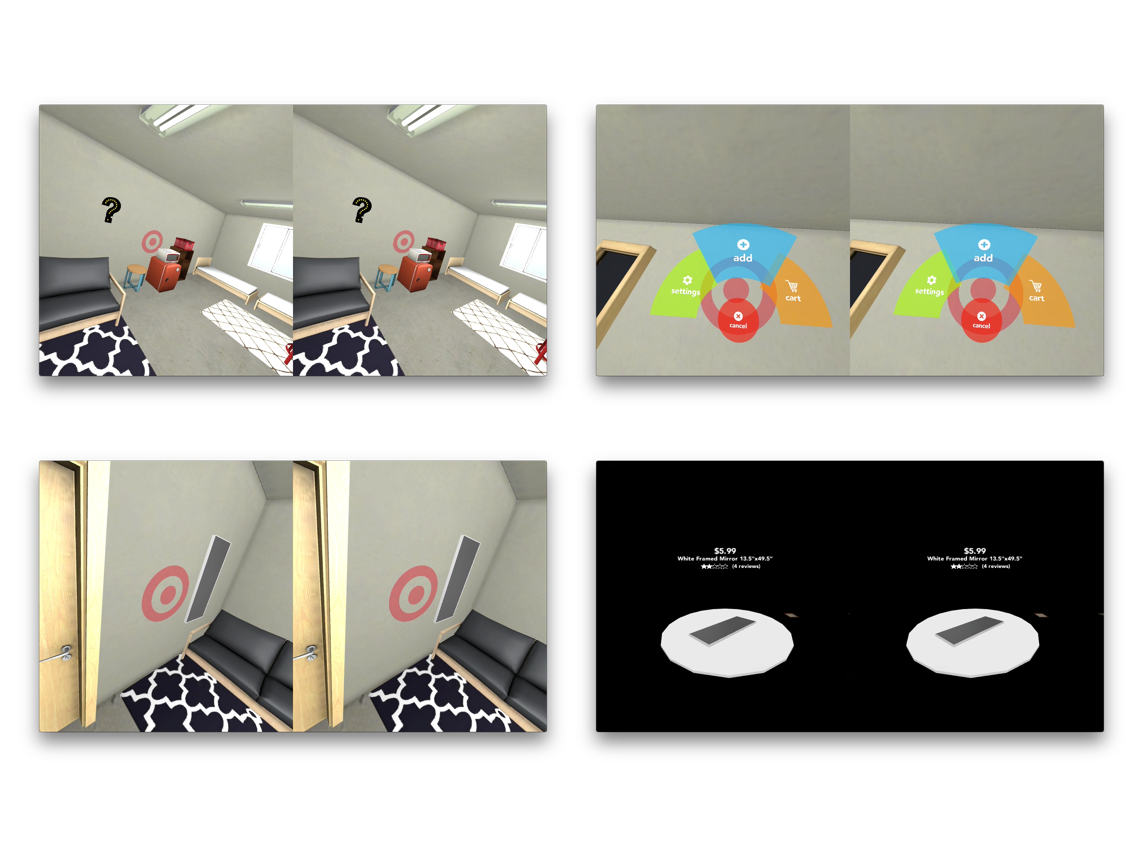 ?
?
add
settings
cart
cancel
add
settings
cart
cancel
$5.99
White Framed Mirror 13.5"x49.5"
(4 reviews)
$5.99
White Framed Mirror 13.5"x49.5"
(4 reviews)